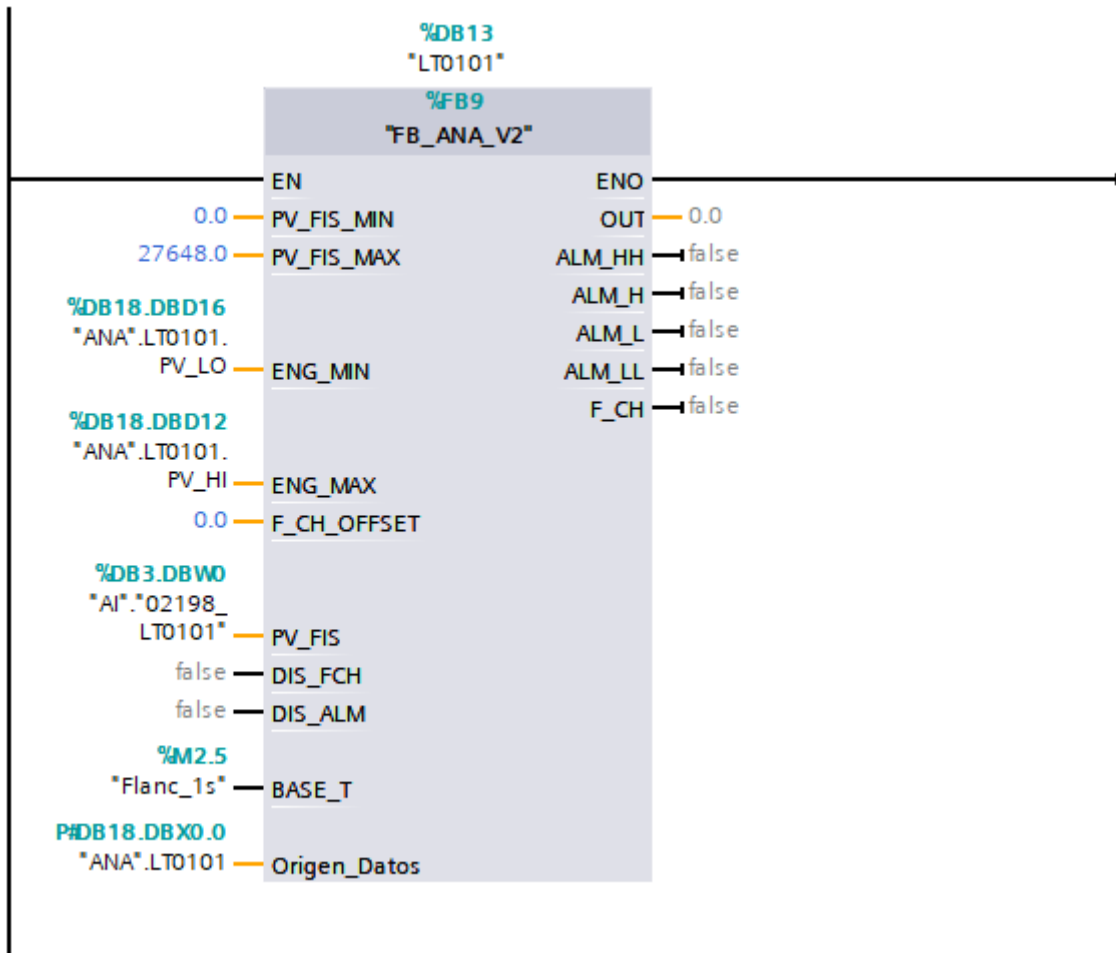 %DB13
"LT0101"
%FB9
"FB_ANA_V2"
EN
ENO
0.0
PV_FIS_MIN
OUT
0.0
27648.0
PV_FIS_MAX
ALM_HH
false
ALM_H
false
%DB18.DBD16
"ANA".LT0101.
PV_LO
ENG_MIN
ALM_L
false
ALM_LL
false
F_CH
false
%DB18.DBD12
"ANA".LT0101.
PV_HI
ENG_MAX
0.0
F_CH_OFFSET
%DB3.DBW0
"AI"."02198_
LT0101"
PV_FIS
false
DIS_FCH
false
DIS_ALM
%M2.5
"Flanc_1s"
BASE_T
P#DB18.DBX0.0
"ANA".LT0101
Origen_Datos